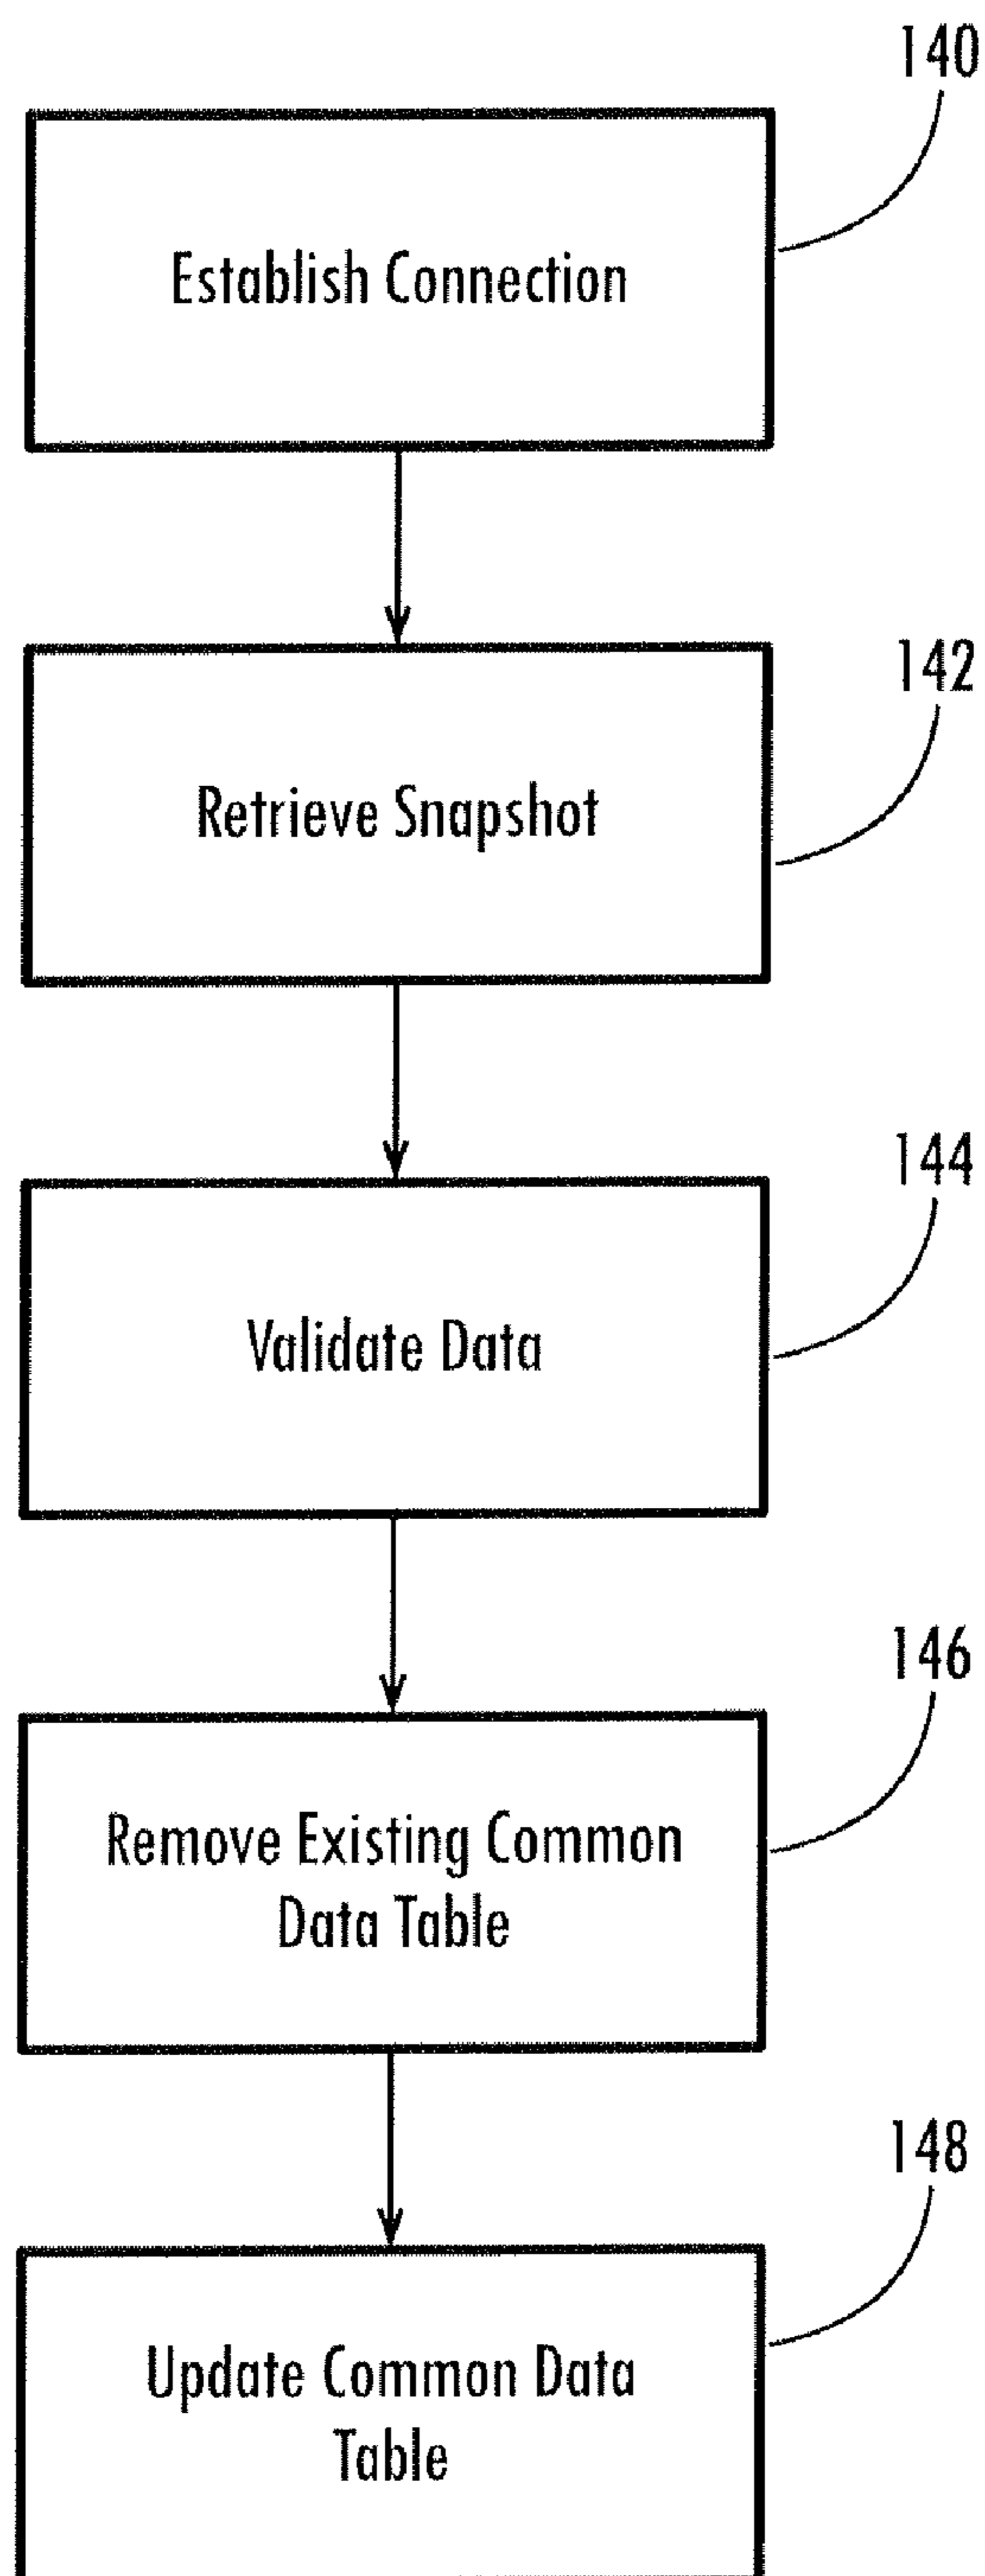 140
Establish Connection
142
Retrieve Snapshot
144
Validate Data
146
Remove Existing Common
Data Table
148
Update Common Data
Table